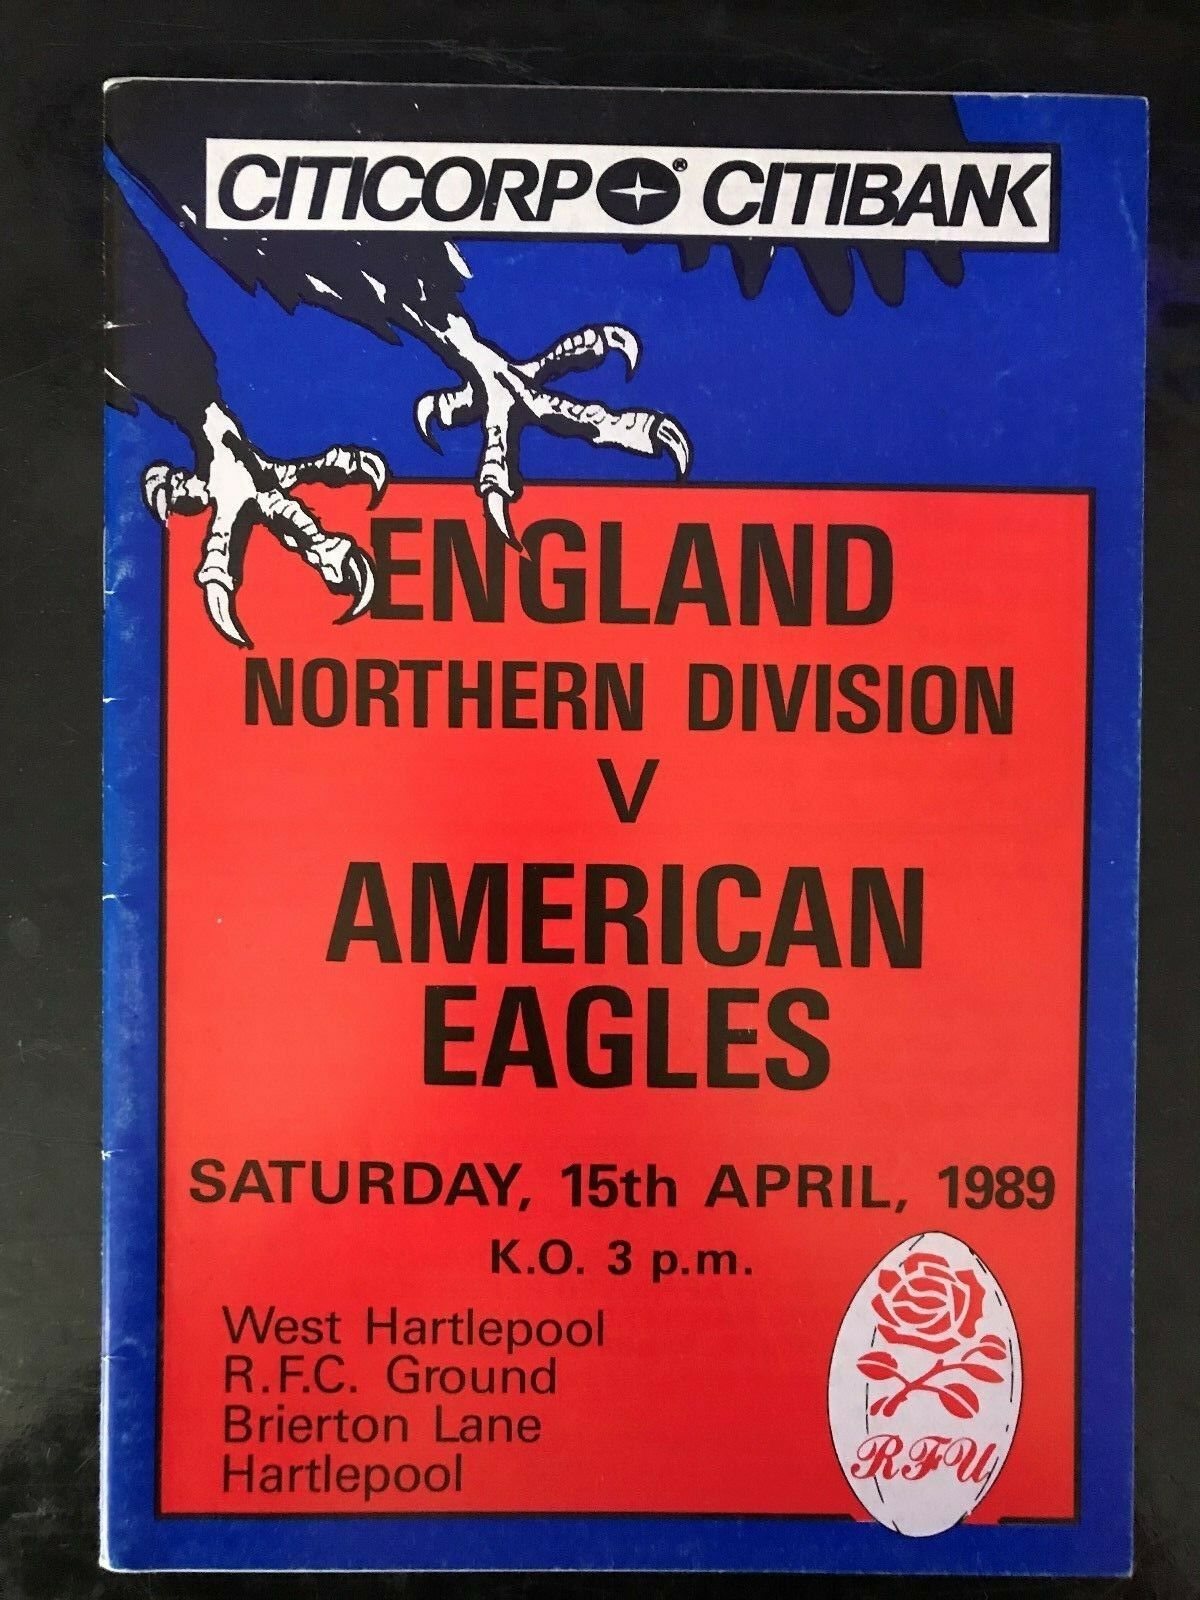 CITICORP ® CITIBANK
ENGLAND
NORTHERN DIVISION
V
AMERICAN
EAGLES
SATURDAY, 15th APRIL, 1989
K.O. 3 p.m.
West Hartlepool
R.F.C. Ground
Brierton Lane
Hartlepool
RFU